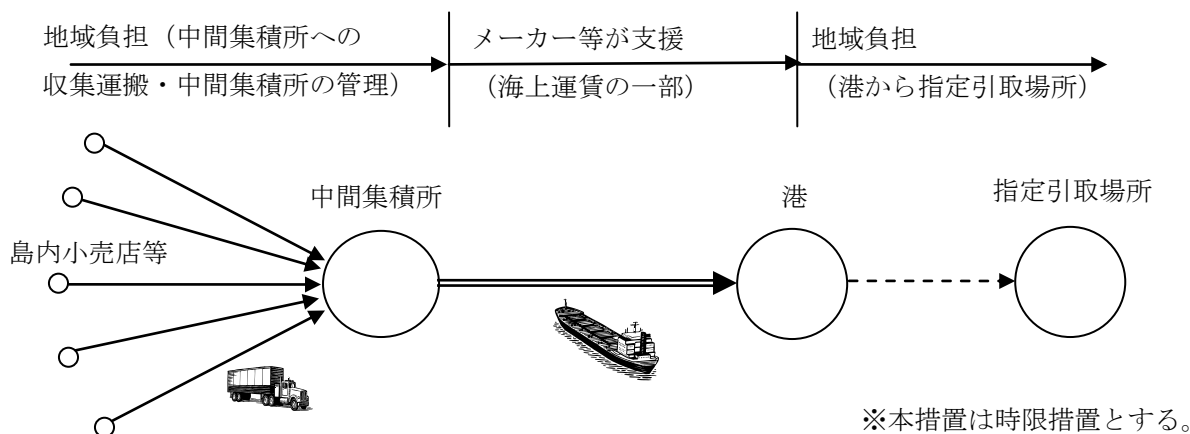 地域負担（中間集積所への
収集運搬・中間集積所の管理）
メーカー等が支援
（海上運賃の一部）
地域負担
（港から指定引取場所）
中間集積所
港
指定引取場所
島内小売店等
※本措置は時限措置とする。